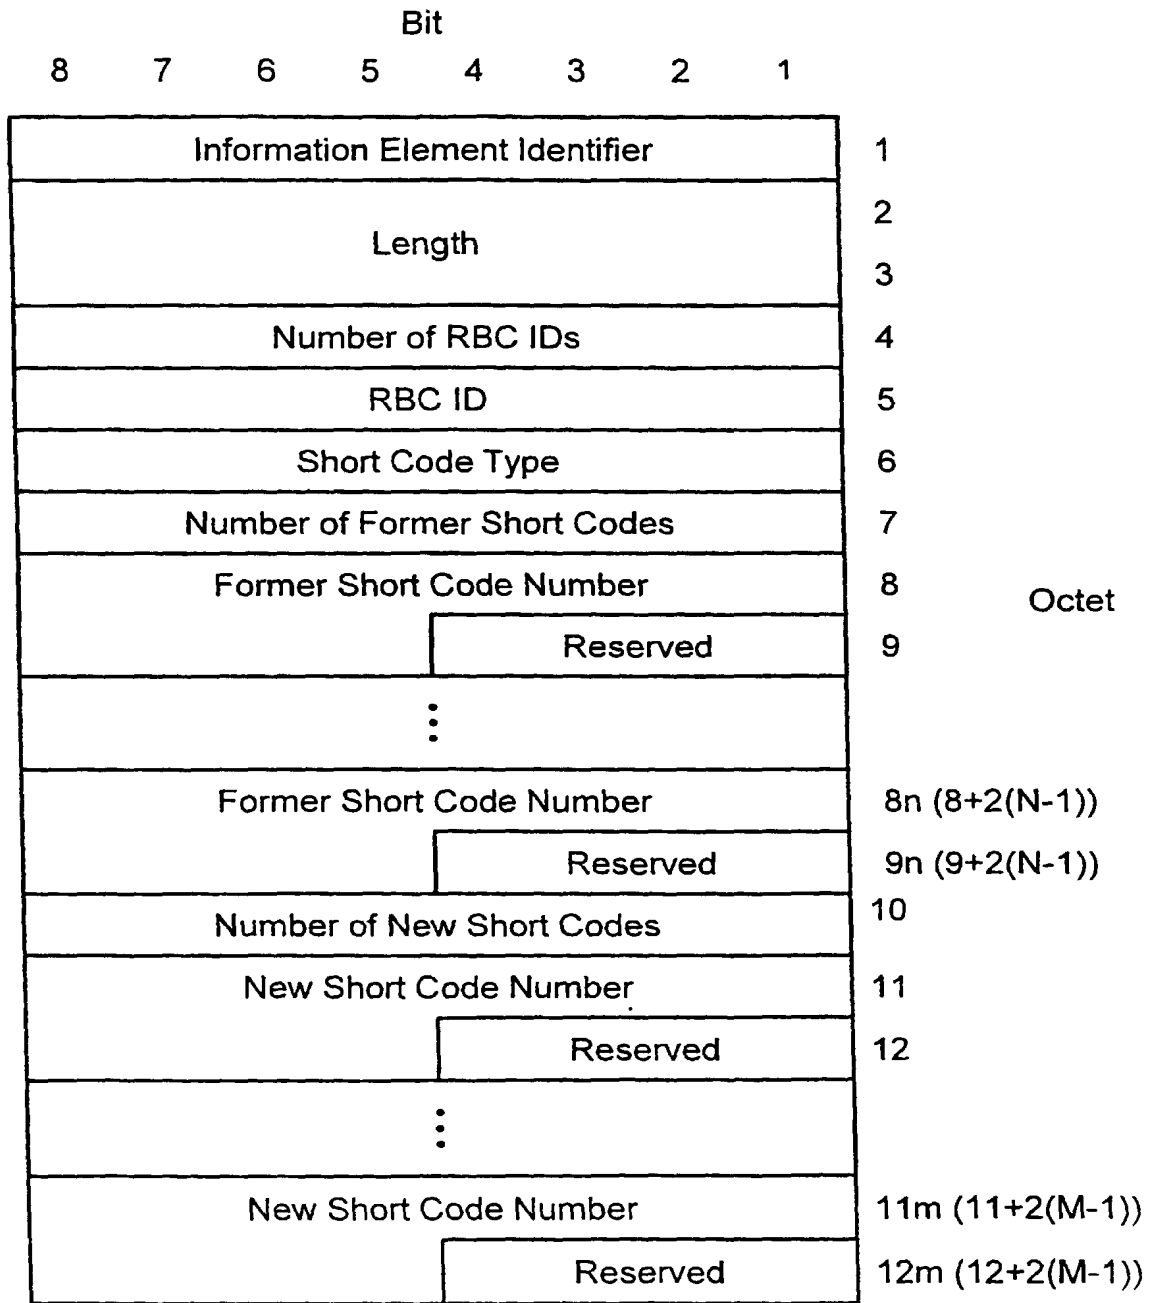 Bit
8 7 6 5 4 3 2 1
Information Element Identifier 1
2
Length
3
Number of RBC IDs 4
RBC ID 5
Short Code Type 6
Number of Former Short Codes 7
Former Short Code Number 8
Octet
Reserved 9
Former Short Code Number 8n (8+2(N-1))
Reserved 9n (9+2(N-1))
Number of New Short Codes 10
New Short Code Number 11
Reserved 12
New Short Code Number 11m (11+2(M-1))
Reserved 12m (12+2(M-1))